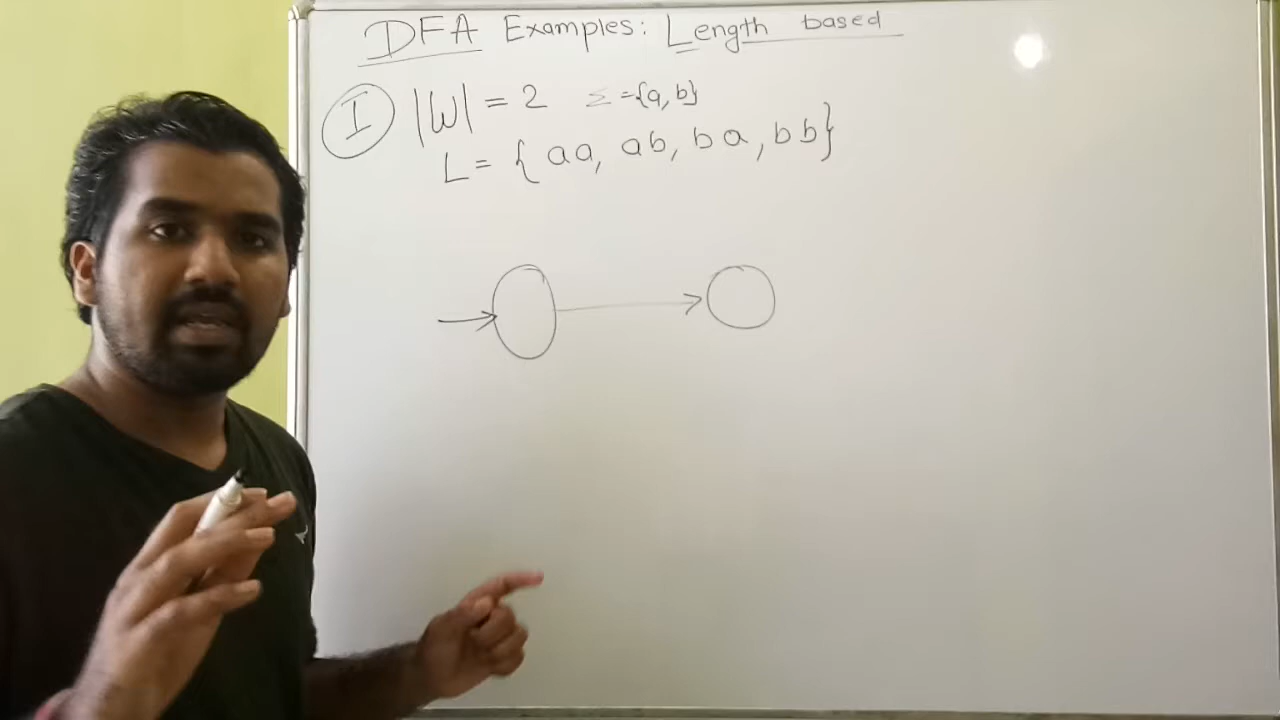 DFA Examples: Length based
I |W| = 2 Σ = {a, b}
L = { aa, ab, ba, bb}